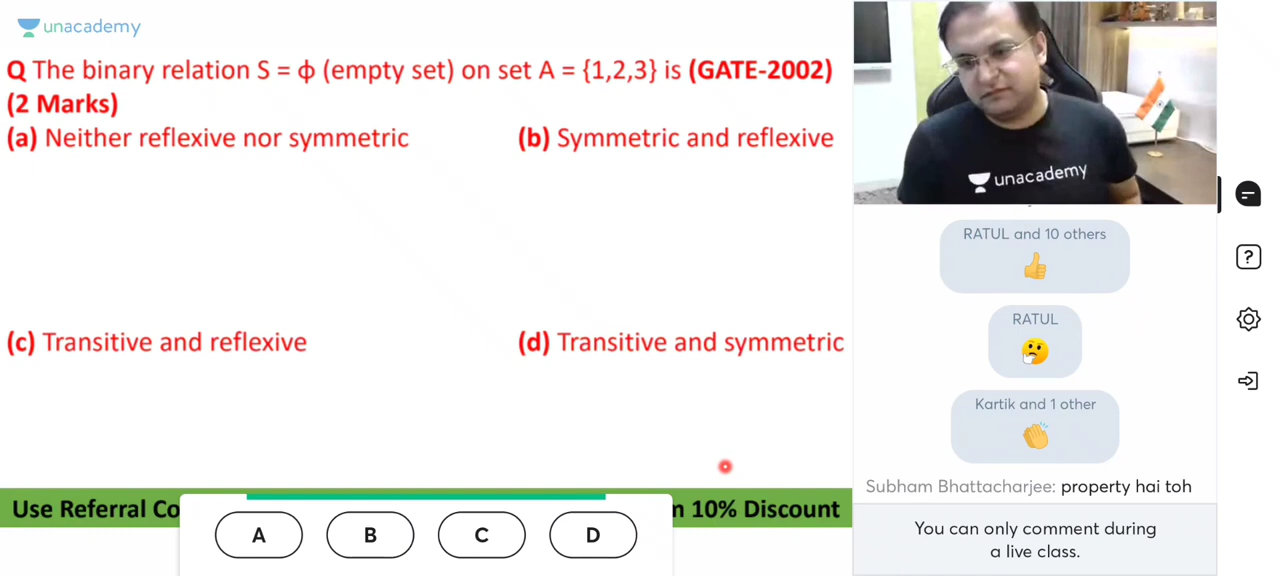 unacademy
Q The binary relation S = ф (empty set) on set A = {1,2,3} is (GATE-2002)
(2 Marks)
(a) Neither reflexive nor symmetric
(b) Symmetric and reflexive
(c) Transitive and reflexive
(d) Transitive and symmetric
Use Referral Co
n 10% Discount
A
B
C
D
unacademy
RATUL and 10 others
RATUL
Kartik and 1 other
Subham Bhattacharjee: property hai toh
You can only comment during
a live class.
?